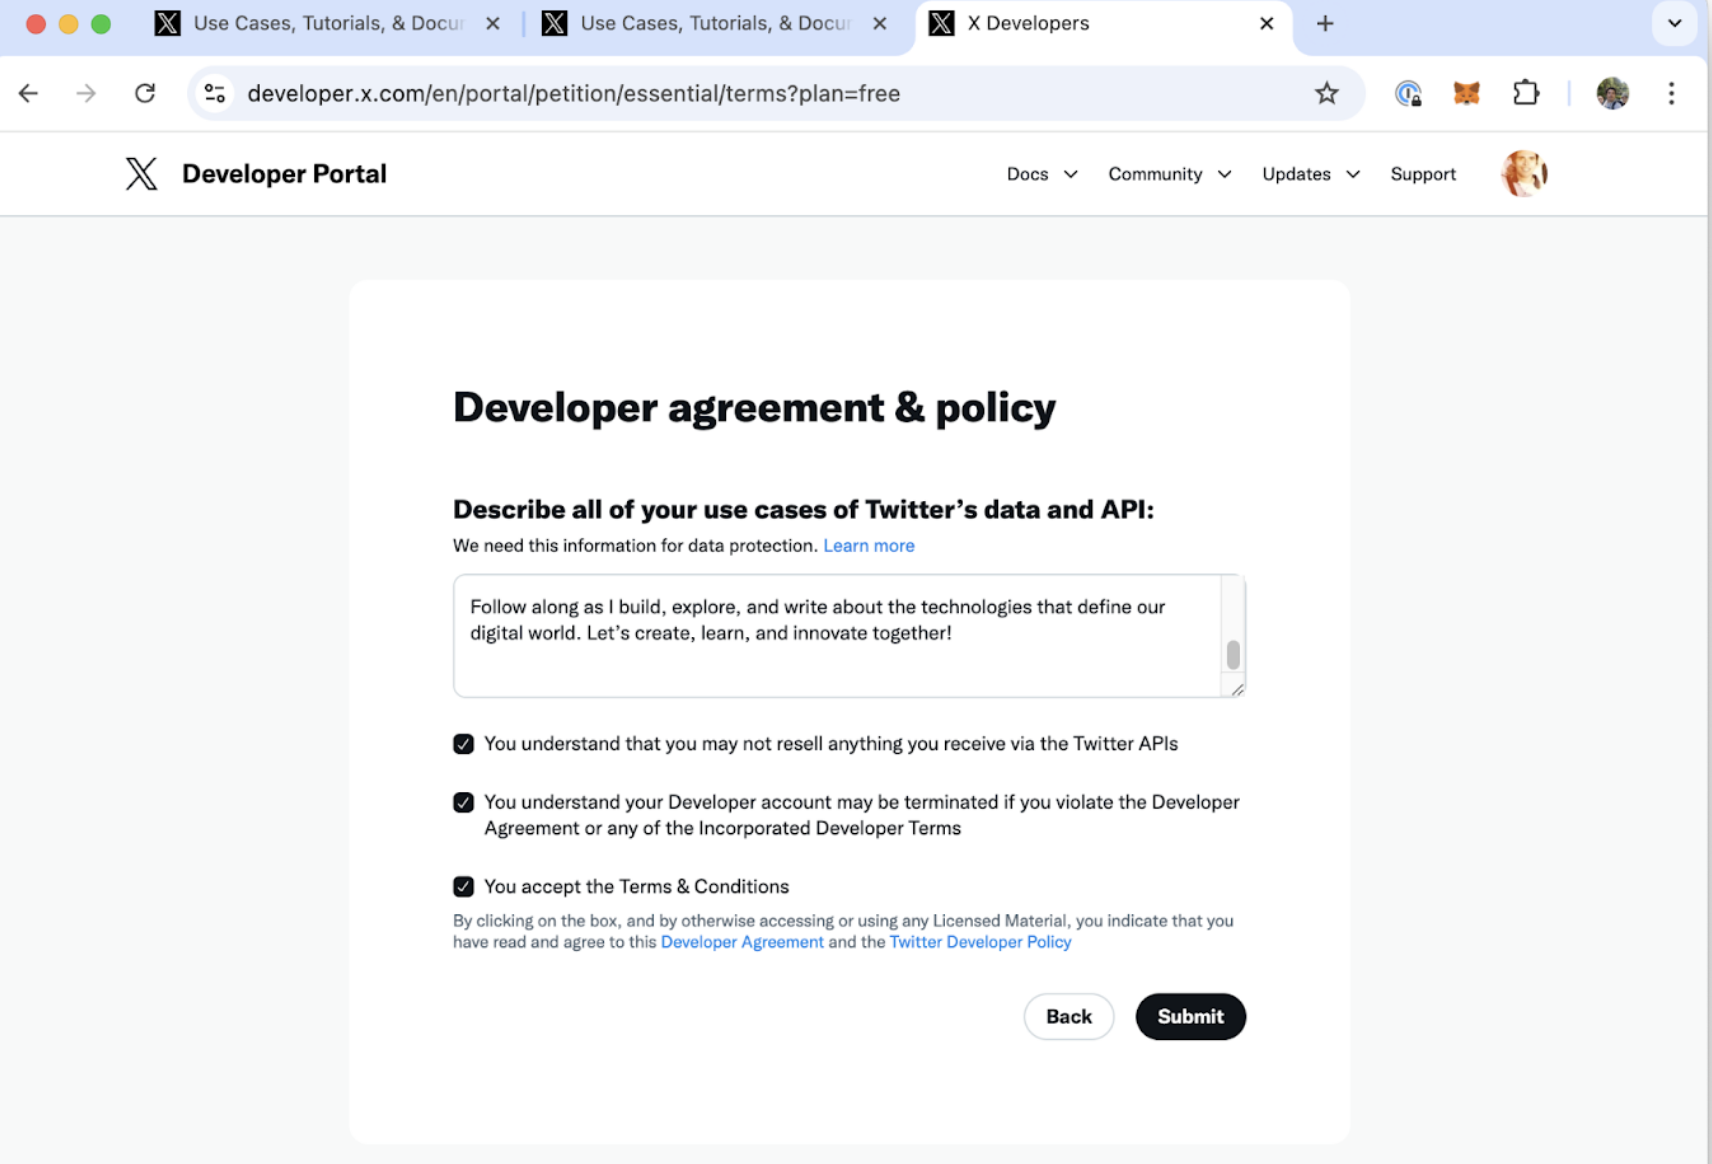 Use Cases, Tutorials, & Docu
Use Cases, Tutorials, & Docu
X Developers
developer.x.com/en/portal/petition/essential/terms?plan=free
Developer Portal
Docs
Community
Updates
Support
Developer agreement & policy
Describe all of your use cases of Twitter’s data and API:
We need this information for data protection. Learn more
Follow along as I build, explore, and write about the technologies that define our
digital world. Let’s create, learn, and innovate together!
You understand that you may not resell anything you receive via the Twitter APIs
You understand your Developer account may be terminated if you violate the Developer
Agreement or any of the Incorporated Developer Terms
You accept the Terms & Conditions
By clicking on the box, and by otherwise accessing or using any Licensed Material, you indicate that you
have read and agree to this Developer Agreement and the Twitter Developer Policy
Back
Submit